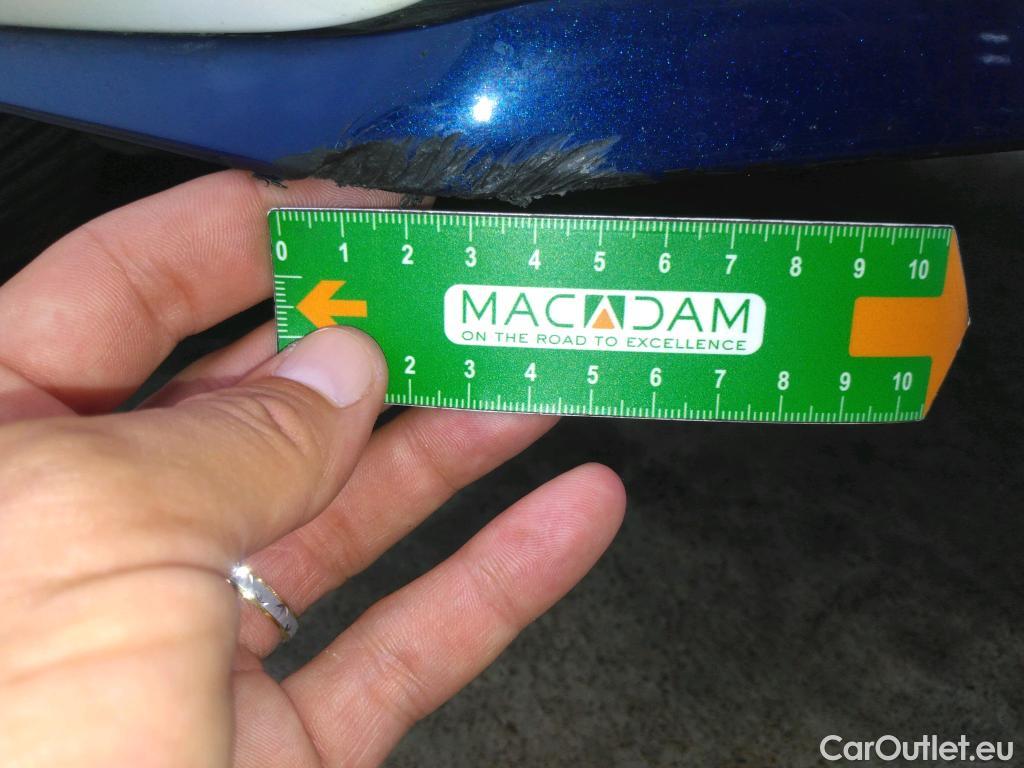 0 1 2 3 4 5 6 7 8 9 10
MACADAM
ON THE ROAD TO EXCELLENCE
2 3 4 5 6 7 8 9 10
CarOutlet.eu